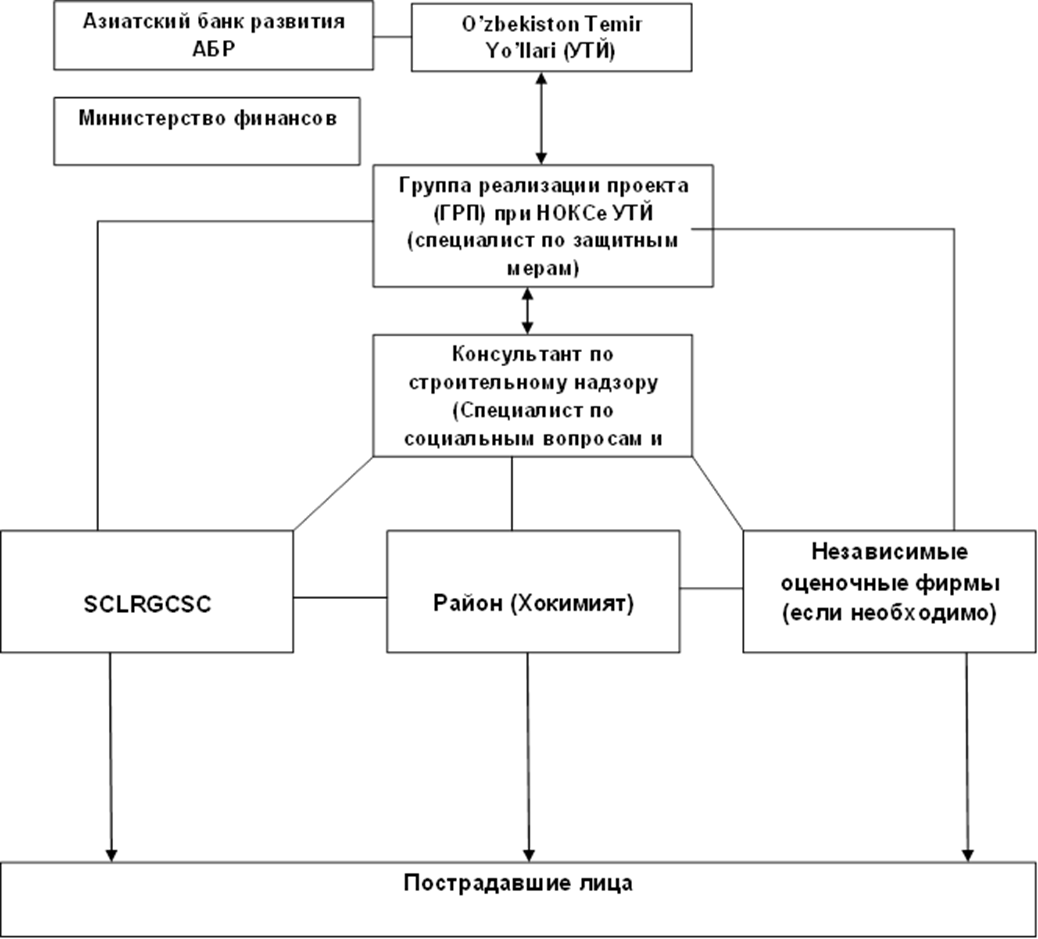 Азиатский банк развития
АБР
O’zbekiston Temir
Yo’llari (УТЙ)
Министерство финансов
Группа реализации проекта
(ГРП) при НОКСе УТЙ
(специалист по защитным
мерам)
Консультант по
строительному надзору
(Специалист по
социальным вопросам и
SCLRGCSC
Район (Хокимият)
Независимые
оценочные фирмы
(если необходимо)
Пострадавшие лица